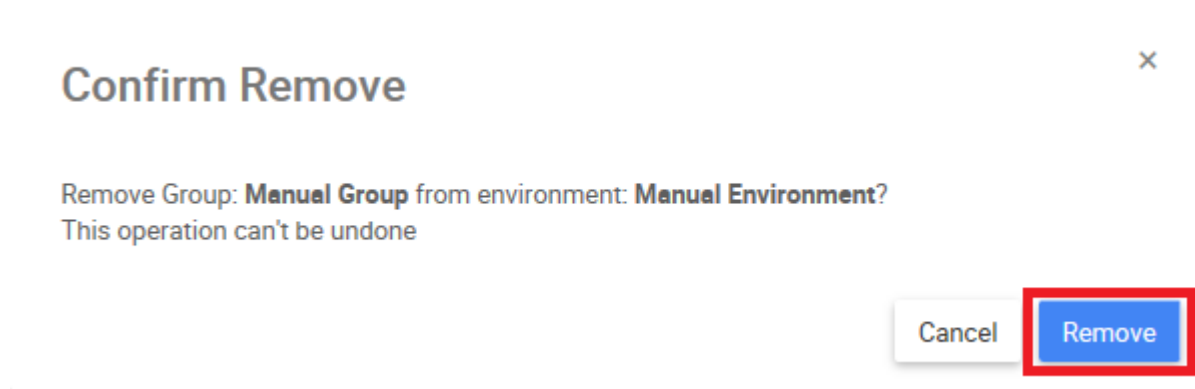 ×
Confirm Remove
Remove Group: Manual Group from environment: Manual Environment?
This operation can't be undone
Cancel Remove